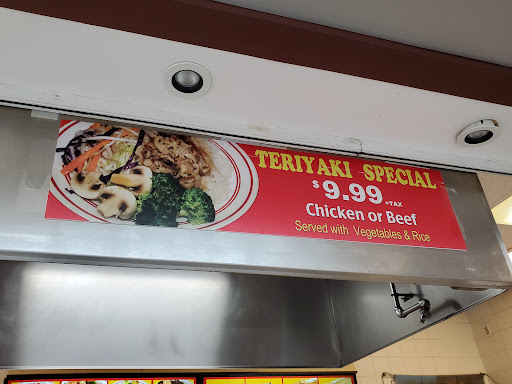 TERIYAKI SPECIAL
$9.99 +TAX
Chicken or Beef
Served with Vegetables & Rice